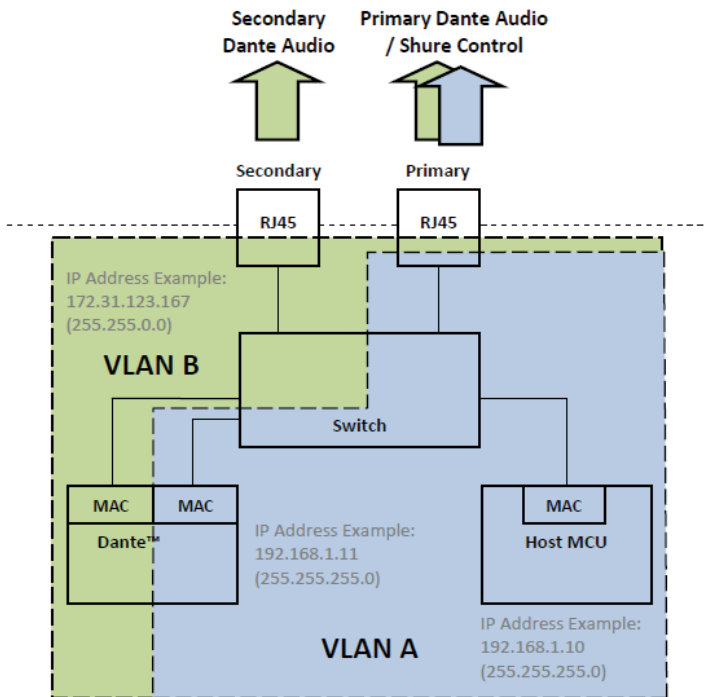 Secondary
Dante Audio
Primary Dante Audio
/ Shure Control
Secondary
Primary
RJ45
RJ45
IP Address Example:
172.31.123.167
(255.255.0.0)
VLAN B
Switch
MAC
MAC
Dante™
IP Address Example:
192.168.1.11
(255.255.255.0)
MAC
Host MCU
IP Address Example:
192.168.1.10
(255.255.255.0)
VLAN A